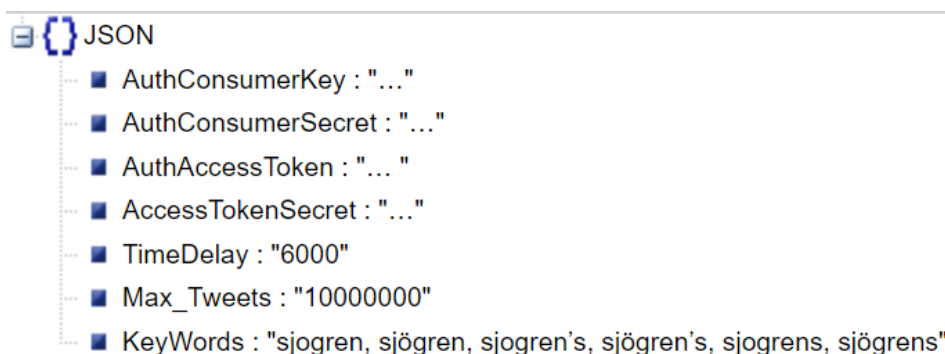 JSON
AuthConsumerKey : "…"
AuthConsumerSecret : "…"
AuthAccessToken : "… "
AccessTokenSecret : "…"
TimeDelay : "6000"
Max_Tweets : "10000000"
KeyWords : "sjogren, sjögren, sjogren’s, sjögren’s, sjogrens, sjögrens"